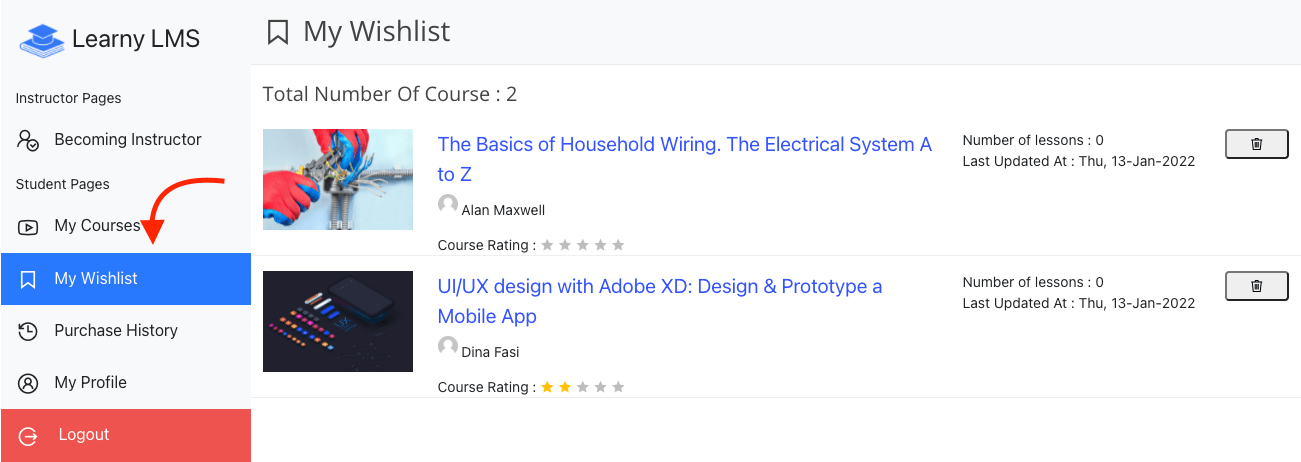 Learny LMS
Instructor Pages
Becoming Instructor
Student Pages
My Courses
My Wishlist
Purchase History
My Profile
Logout
My Wishlist
Total Number Of Course : 2
The Basics of Household Wiring. The Electrical System A
to Z
Alan Maxwell
Course Rating :
Number of lessons : 0
Last Updated At : Thu, 13-Jan-2022
UI/UX design with Adobe XD: Design & Prototype a
Mobile App
Dina Fasi
Course Rating :
Number of lessons : 0
Last Updated At : Thu, 13-Jan-2022
UX